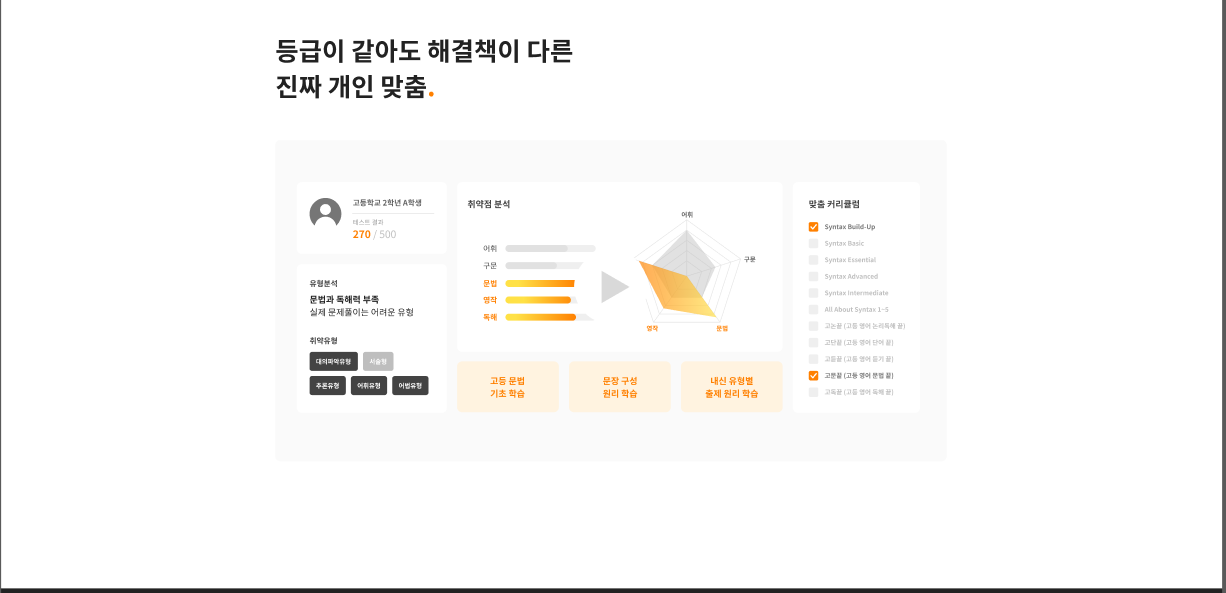 등급이 같아도 해결책이 다른
진짜 개인 맞춤.
고등학교 2학년 A학생
테스트 결과
270 / 500
유형분석
문법과 독해력 부족
실제 문제풀이는 어려운 유형
취약유형
대의파악유형
서술형
추론유형
어휘유형
어법유형
취약점 분석
어휘
구문
문법
영작
독해
어휘
구문
문법
영작
고등 문법
기초 학습
문장 구성
원리 학습
내신 유형별
출제 원리 학습
맞춤 커리큘럼
Syntax Build-Up
Syntax Basic
Syntax Essential
Syntax Advanced
Syntax Intermediate
All About Syntax 1~5
고논끝 (고등 영어 논리독해 끝)
고단끝 (고등 영어 단어 끝)
고듣끝 (고등 영어 듣기 끝)
고문끝 (고등 영어 문법 끝)
고독끝 (고등 영어 독해 끝)